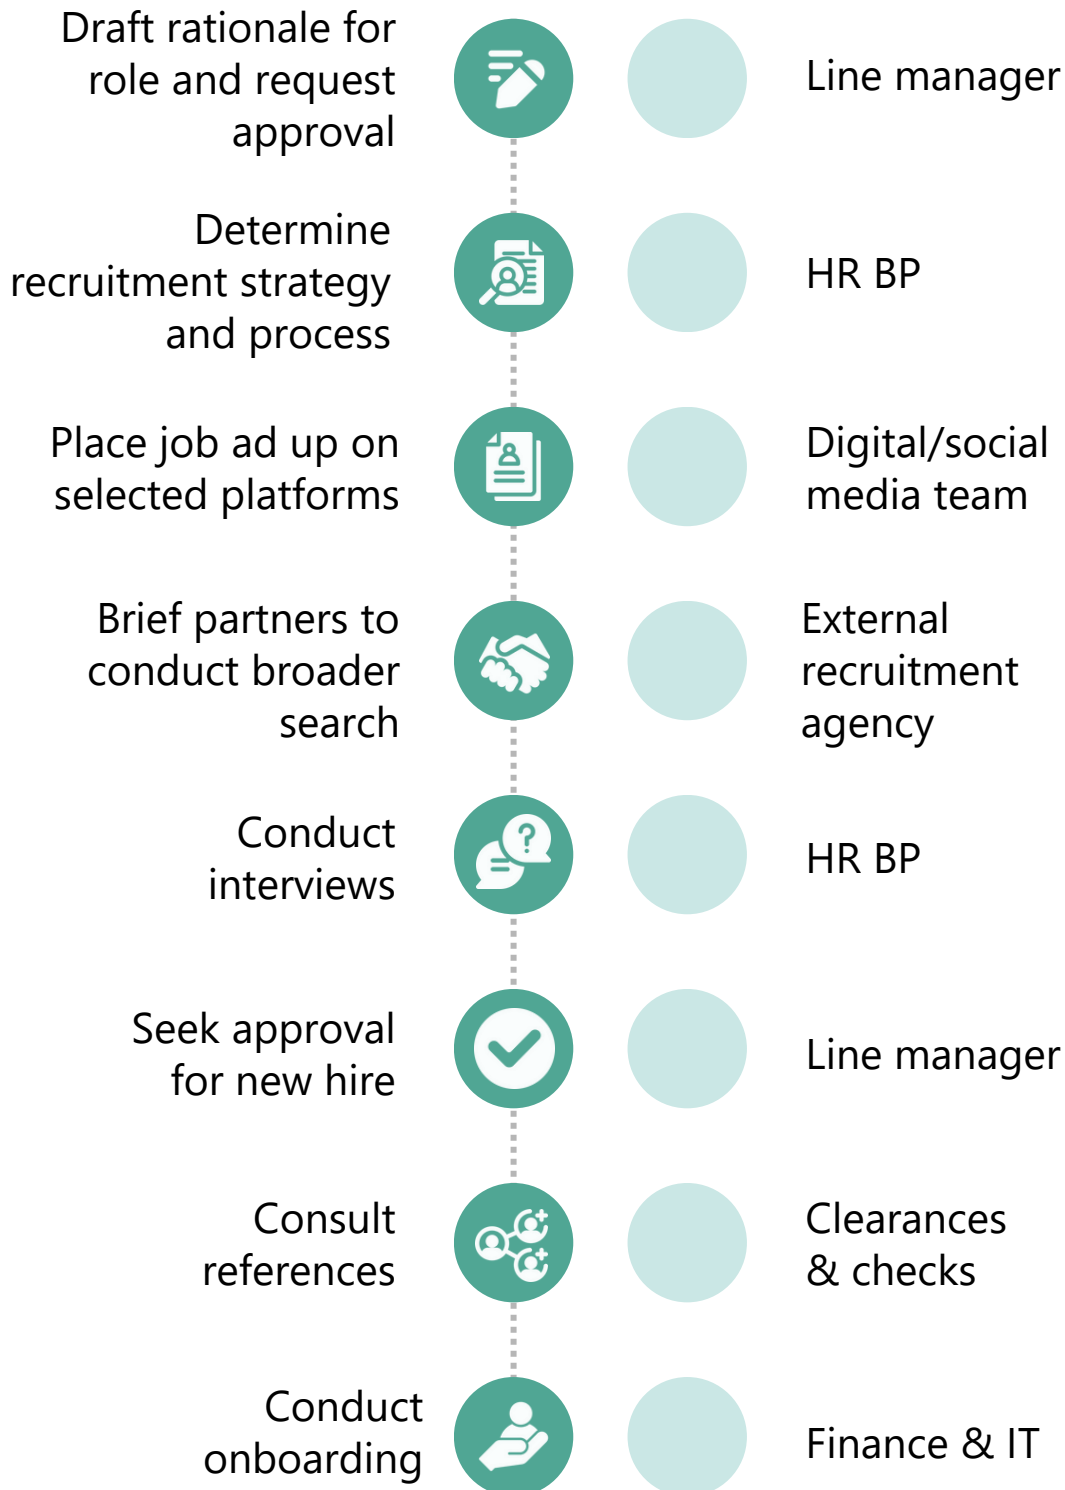 Draft rationale for
role and request
approval
Line manager
Determine
recruitment strategy
and process
HR BP
Place job ad up on
selected platforms
Digital/social
media team
Brief partners to
conduct broader
search
External
recruitment
agency
Conduct
interviews
HR BP
Seek approval
for new hire
Line manager
Consult
references
Clearances
& checks
Conduct
onboarding
Finance & IT